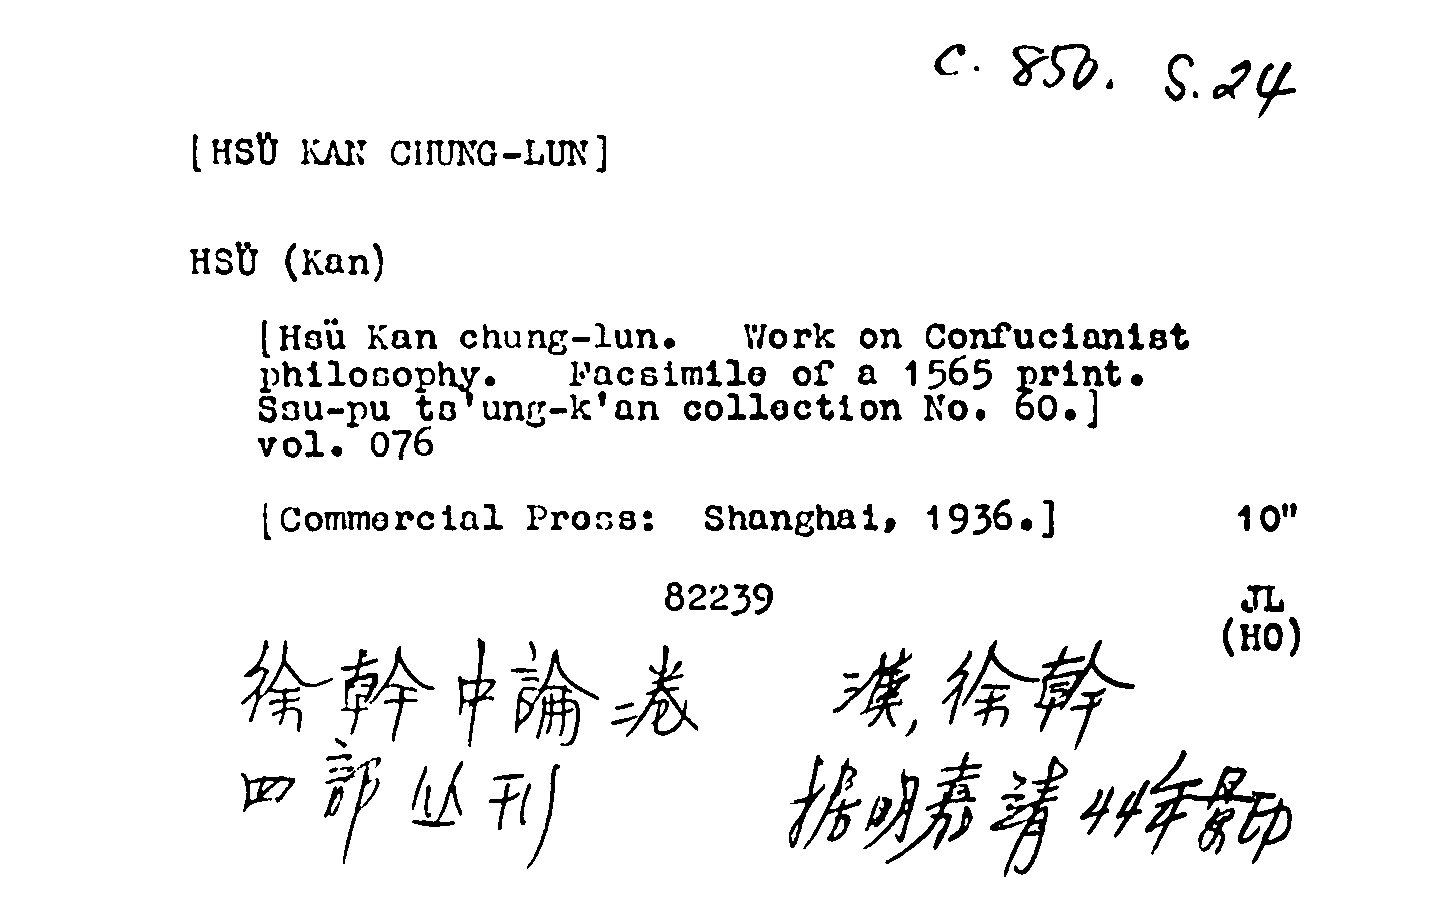 C. 850. S.24
[HSÜ KAN CHUNG-LUN]
HSÜ (Kan)
[Hsü Kan chung-lun. Work on Confucianist
philosophy. Facsimile of a 1565 print.
Ssu-pu ts'ung-k'an collection No. 60.]
vol. 076
[Commercial Press: Shanghai, 1936.] 10"
82239 JL
(HO)
徐幹中論二卷 漢,徐幹
四部丛刊 据明嘉靖44年景印